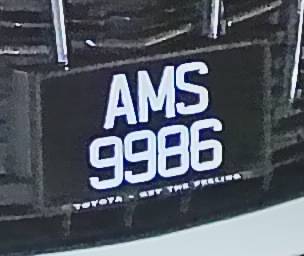 AMS
9986
TOYOTA - GET THE FEELING